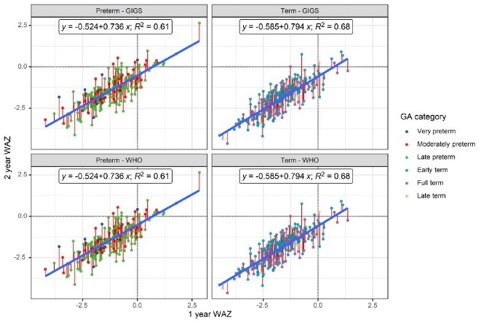 Preterm - GIGS
Term - GIGS
y = -0.524+0.736 x; R² = 0.61
y = -0.585+0.794 x; R² = 0.68
2.5
0.0
-2.5
Preterm - WHO
Term - WHO
y = -0.524+0.736 x; R² = 0.61
y = -0.585+0.794 x; R² = 0.68
2.5
0.0
-2.5
2 year WAZ
-2.5
0.0
2.5
-2.5
0.0
2.5
1 year WAZ
GA category
Very preterm
Moderately preterm
Late preterm
Early term
Full term
Late term